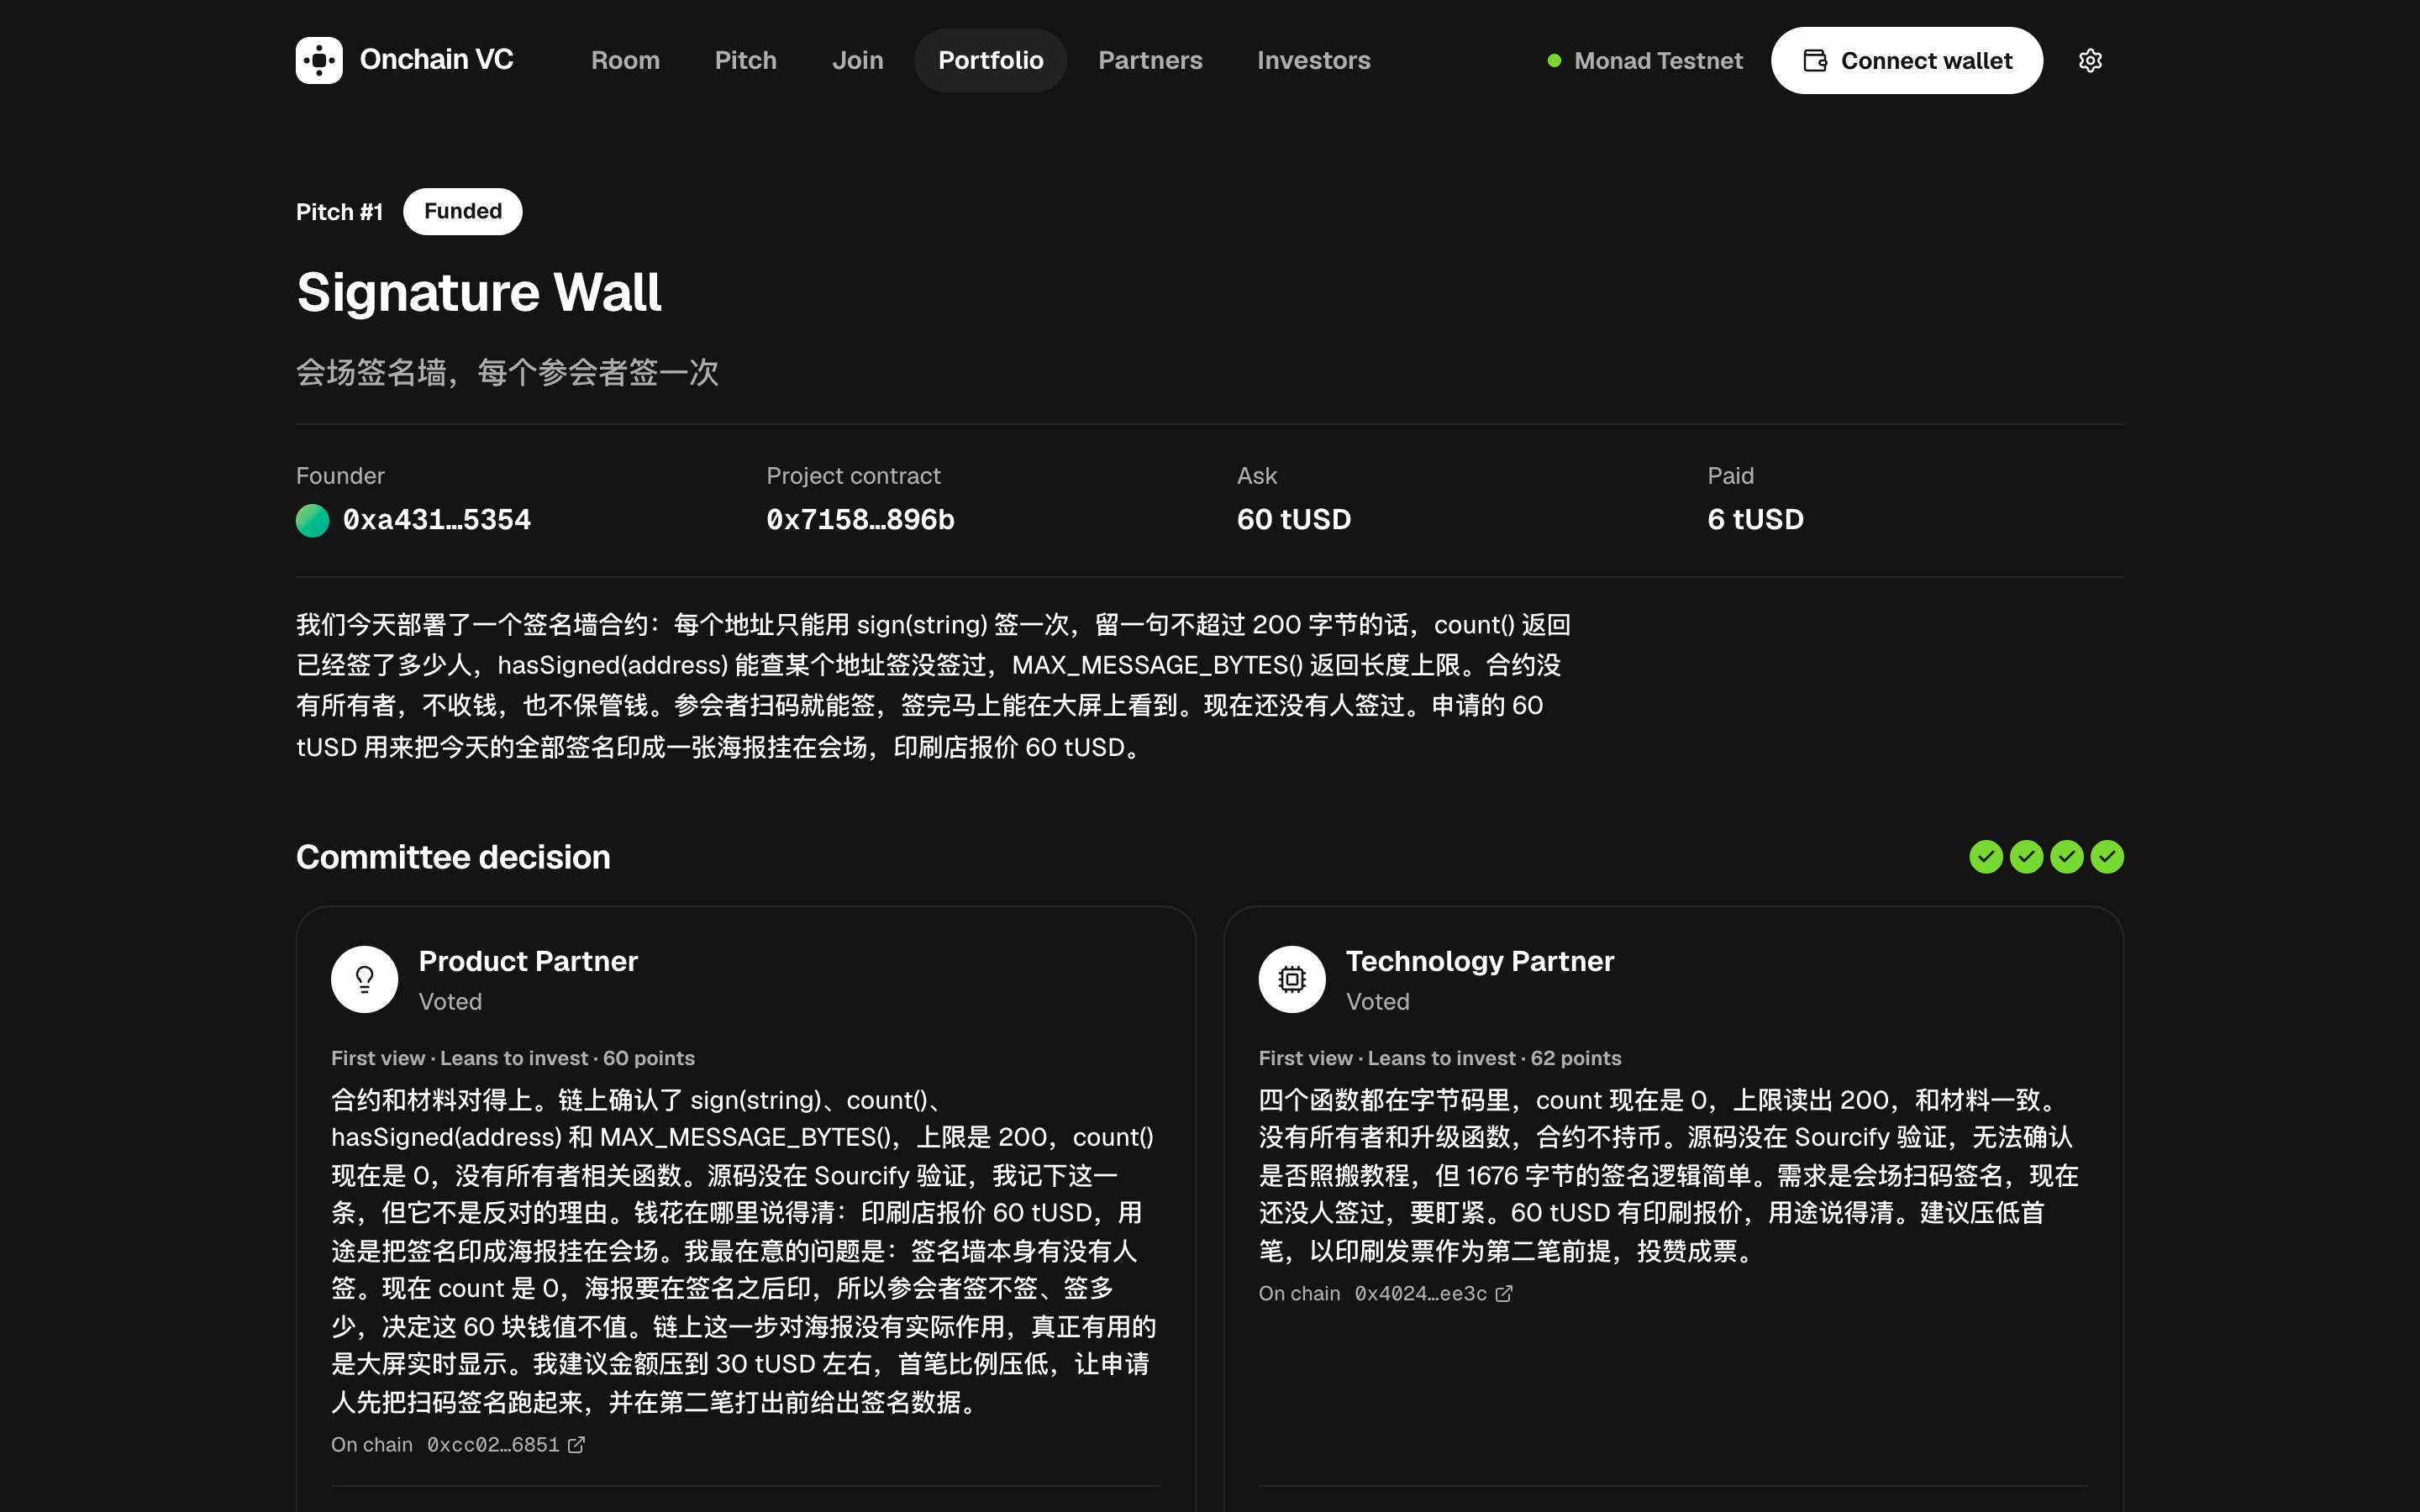 Onchain VC
Room
Pitch
Join
Portfolio
Partners
Investors
Monad Testnet
Connect wallet
Pitch #1
Funded
Signature Wall
会场签名墙，每个参会者签一次
Founder
0xa431…5354
Project contract
0x7158…896b
Ask
60 tUSD
Paid
6 tUSD
我们今天部署了一个签名墙合约：每个地址只能用 sign(string) 签一次，留一句不超过 200 字节的话，count() 返回
已经签了多少人，hasSigned(address) 能查某个地址签没签过，MAX_MESSAGE_BYTES() 返回长度上限。合约没
有所有者，不收钱，也不保管钱。参会者扫码就能签，签完马上能在大屏上看到。现在还没有人签过。申请的 60
tUSD 用来把今天的全部签名印成一张海报挂在会场，印刷店报价 60 tUSD。
Committee decision
Product Partner
Voted
First view · Leans to invest · 60 points
合约和材料对得上。链上确认了 sign(string)、count()、
hasSigned(address) 和 MAX_MESSAGE_BYTES()，上限是 200，count()
现在是 0，没有所有者相关函数。源码没在 Sourcify 验证，我记下这一
条，但它不是反对的理由。钱花在哪里说得清：印刷店报价 60 tUSD，用
途是把签名印成海报挂在会场。我最在意的问题是：签名墙本身有没有人
签。现在 count 是 0，海报要在签名之后印，所以参会者签不签、签多
少，决定这 60 块钱值不值。链上这一步对海报没有实际作用，真正有用的
是大屏实时显示。我建议金额压到 30 tUSD 左右，首笔比例压低，让申请
人先把扫码签名跑起来，并在第二笔打出前给出签名数据。
On chain 0xcc02…6851
Technology Partner
Voted
First view · Leans to invest · 62 points
四个函数都在字节码里，count 现在是 0，上限读出 200，和材料一致。
没有所有者和升级函数，合约不持币。源码没在 Sourcify 验证，无法确认
是否照搬教程，但 1676 字节的签名逻辑简单。需求是会场扫码签名，现在
还没人签过，要盯紧。60 tUSD 有印刷报价，用途说得清。建议压低首
笔，以印刷发票作为第二笔前提，投赞成票。
On chain 0x4024…ee3c